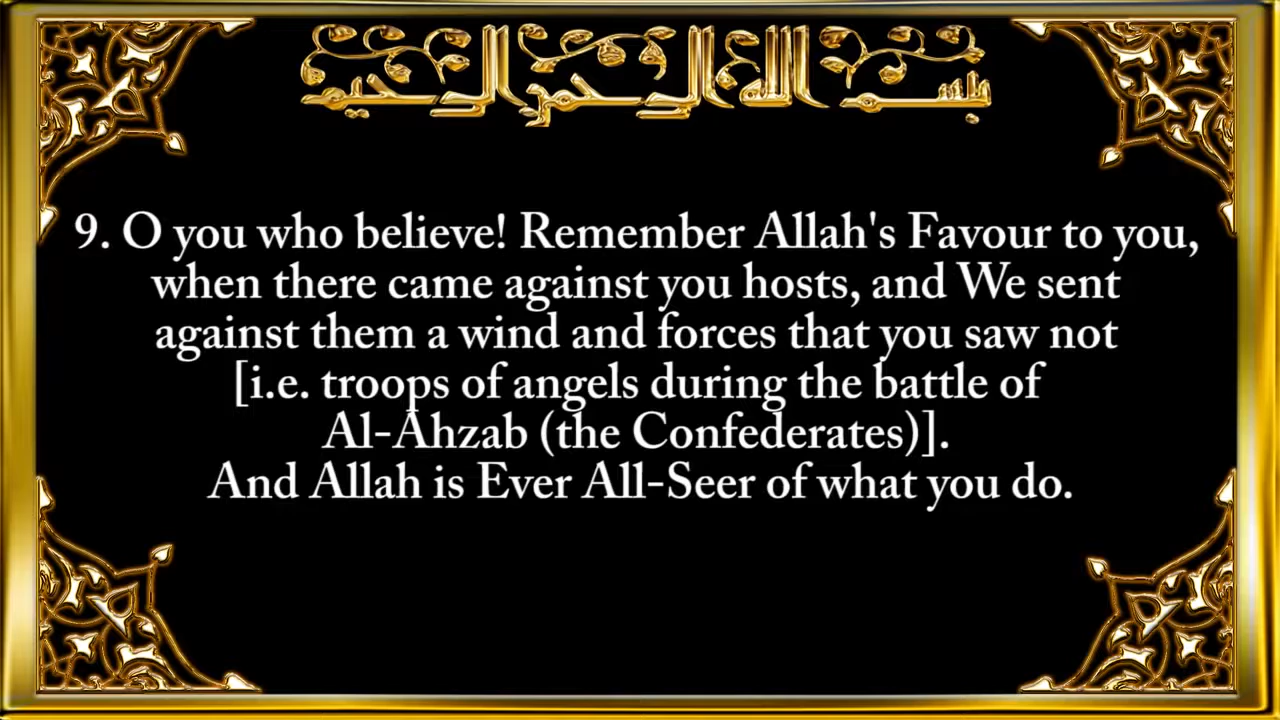 بسم الله الرحمن الرحيم
9. O you who believe! Remember Allah's Favour to you,
when there came against you hosts, and We sent
against them a wind and forces that you saw not
[i.e. troops of angels during the battle of
Al-Ahzab (the Confederates)].
And Allah is Ever All-Seer of what you do.